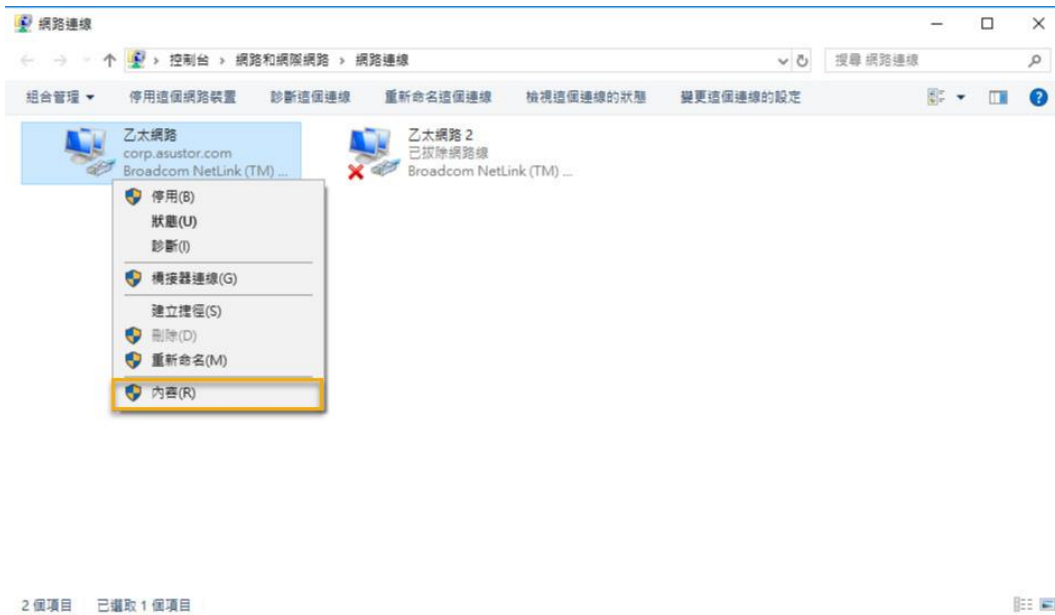 網路連線
控制台 › 網路和網際網路 › 網路連線
搜尋 網路連線
組合管理 停用這個網路裝置 診斷這個連線 重新命名這個連線 檢視這個連線的狀態 變更這個連線的設定
乙太網路
corp.asustor.com
Broadcom NetLink (TM) ...
乙太網路 2
已拔除網路線
Broadcom NetLink (TM) ...
停用(B)
狀態(U)
診斷(I)
橋接器連線(G)
建立捷徑(S)
刪除(D)
重新命名(M)
內容(R)
2 個項目 已選取 1 個項目